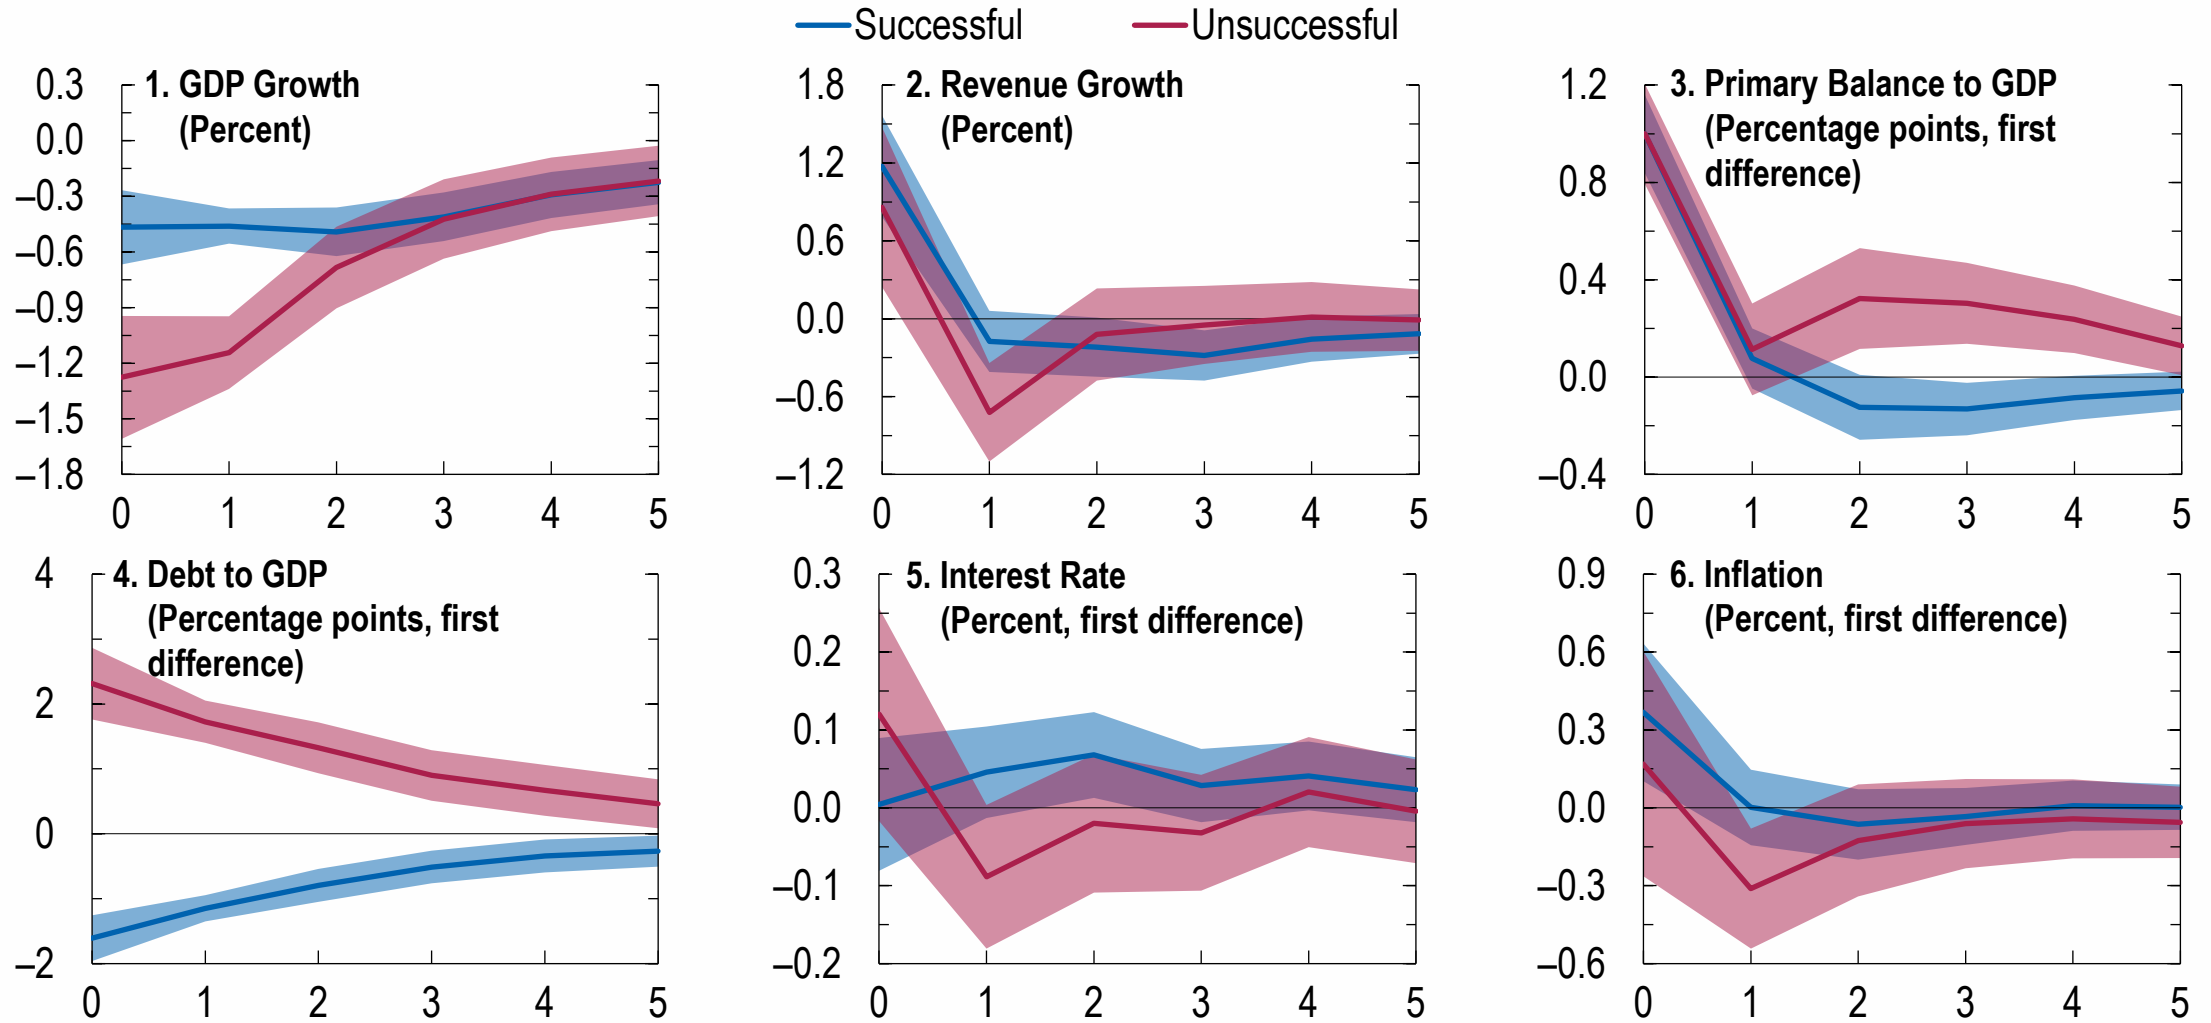 Successful
Unsuccessful
1. GDP Growth
(Percent)
0.3
0.0
–0.3
–0.6
–0.9
–1.2
–1.5
–1.8
0 1 2 3 4 5
2. Revenue Growth
(Percent)
1.8
1.2
0.6
0.0
–0.6
–1.2
0 1 2 3 4 5
3. Primary Balance to GDP
(Percentage points, first
difference)
1.2
0.8
0.4
0.0
–0.4
0 1 2 3 4 5
4. Debt to GDP
(Percentage points, first
difference)
4
2
0
–2
0 1 2 3 4 5
5. Interest Rate
(Percent, first difference)
0.3
0.2
0.1
0.0
–0.1
–0.2
0 1 2 3 4 5
6. Inflation
(Percent, first difference)
0.9
0.6
0.3
0.0
–0.3
–0.6
0 1 2 3 4 5